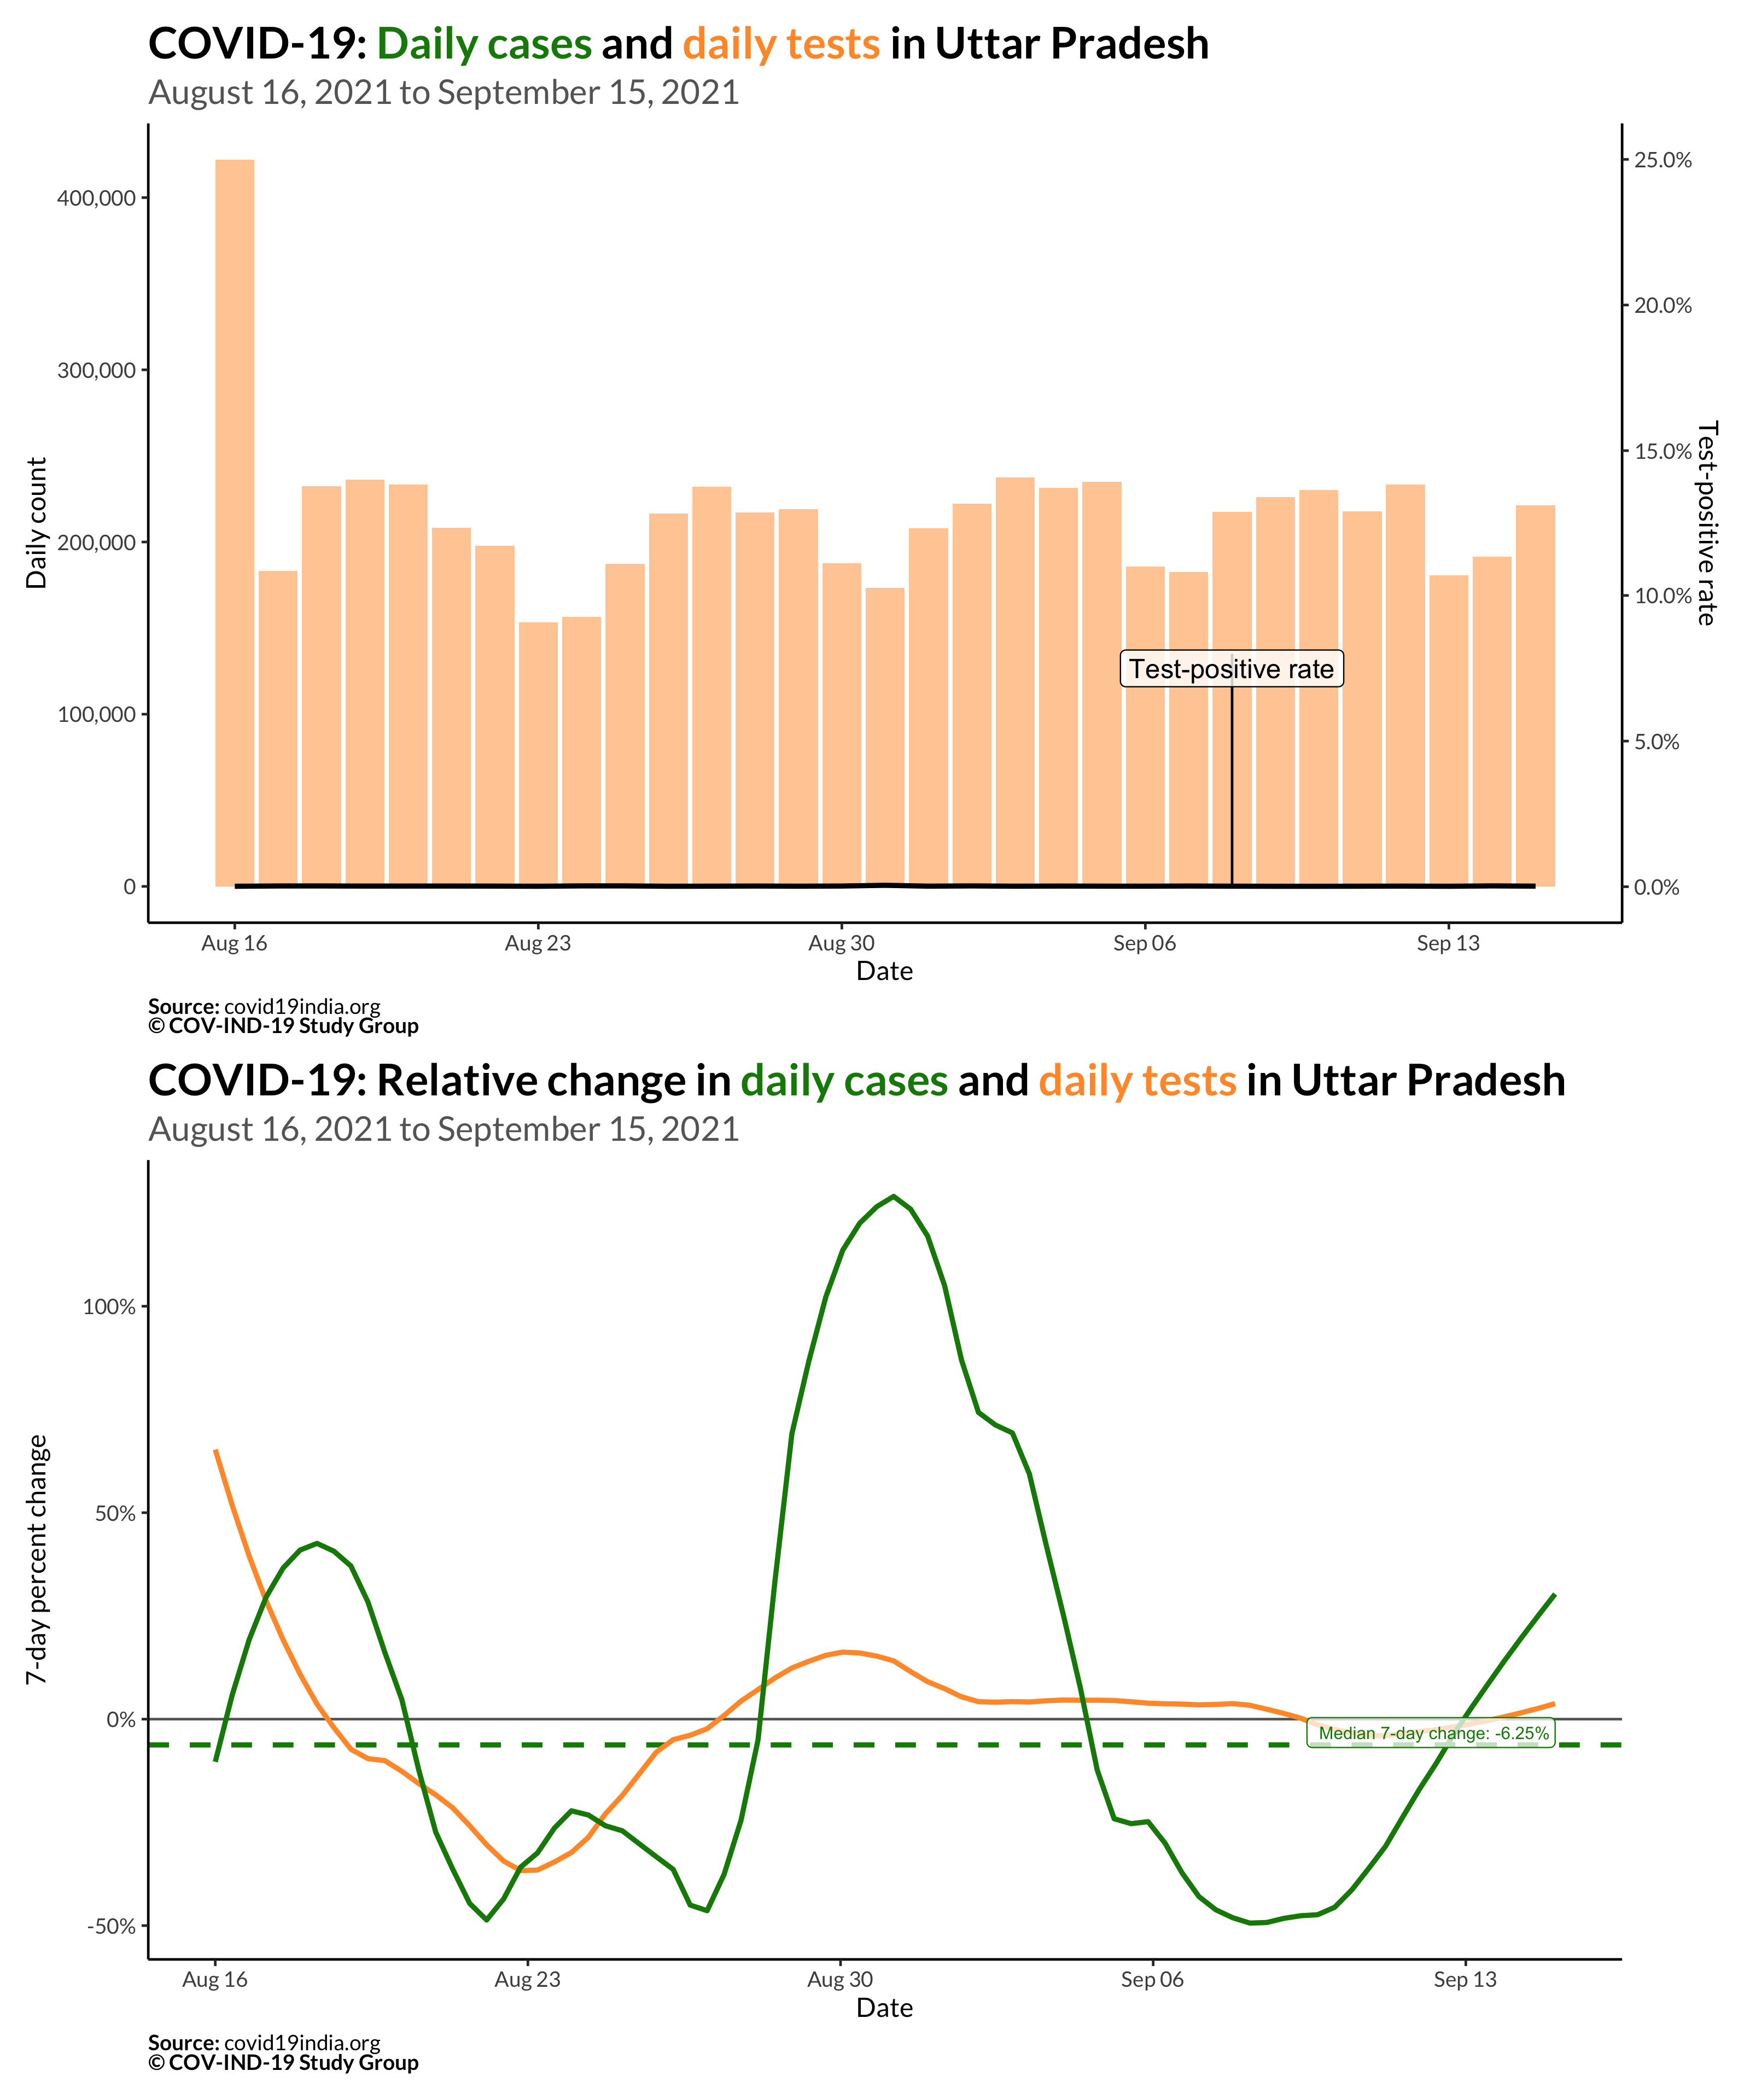 COVID-19: Daily cases and daily tests in Uttar Pradesh
August 16, 2021 to September 15, 2021
Daily count
400,000
300,000
200,000
100,000
0
25.0%
20.0%
15.0%
10.0%
5.0%
0.0%
Test-positive rate
Test-positive rate
Aug 16
Aug 23
Aug 30
Sep 06
Sep 13
Date
Source: covid19india.org
© COV-IND-19 Study Group
COVID-19: Relative change in daily cases and daily tests in Uttar Pradesh
August 16, 2021 to September 15, 2021
7-day percent change
100%
50%
0%
-50%
Median 7-day change: -6.25%
Aug 16
Aug 23
Aug 30
Sep 06
Sep 13
Date
Source: covid19india.org
© COV-IND-19 Study Group